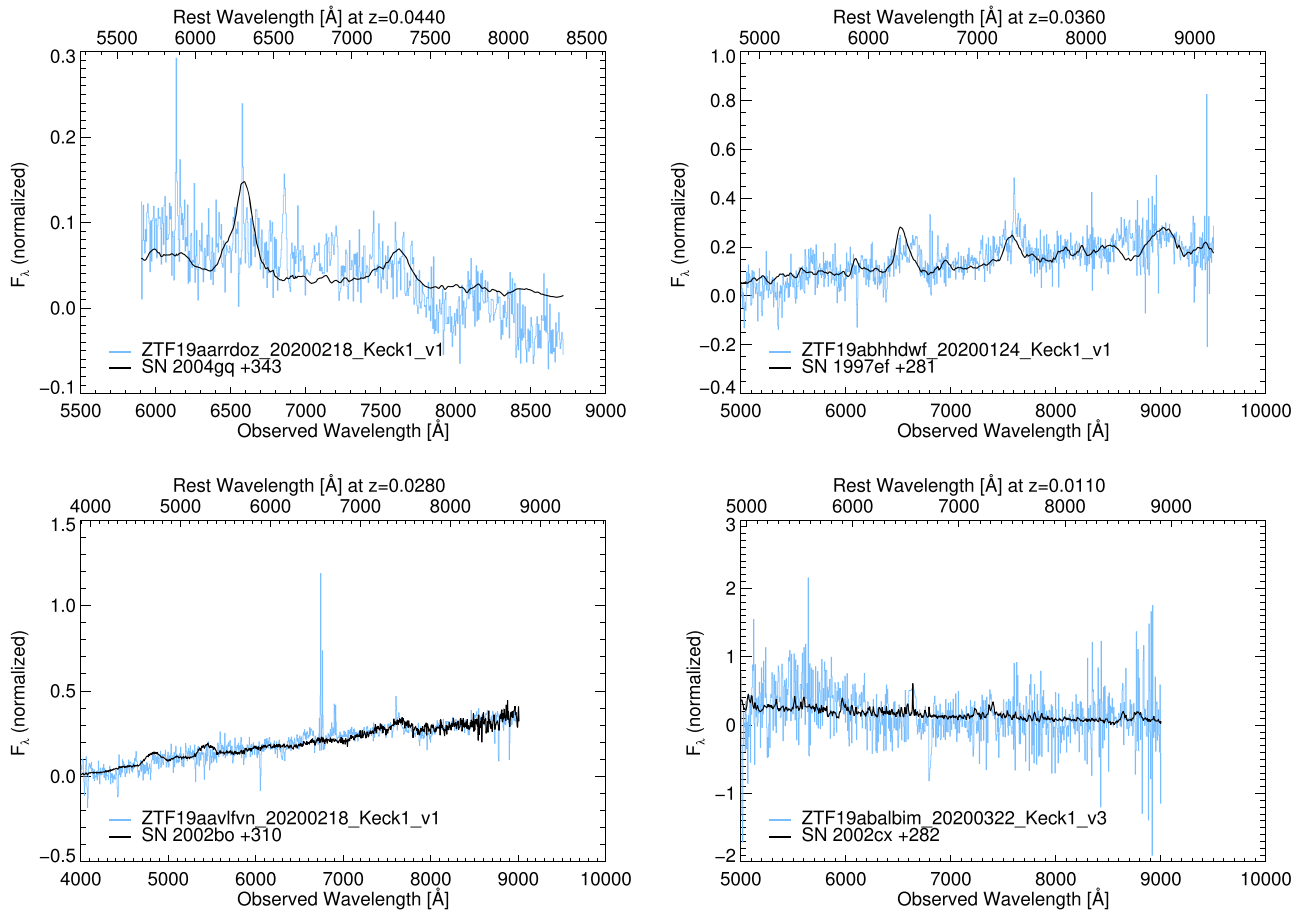 Rest Wavelength [Å] at z=0.0440
5500 6000 6500 7000 7500 8000 8500
0.3
0.2
0.1
0.0
−0.1
Fλ (normalized)
ZTF19aarrdoz_20200218_Keck1_v1
SN 2004gq +343
5500 6000 6500 7000 7500 8000 8500 9000
Observed Wavelength [Å]
Rest Wavelength [Å] at z=0.0360
5000 6000 7000 8000 9000
1.0
0.8
0.6
0.4
0.2
0.0
−0.2
−0.4
Fλ (normalized)
ZTF19abhhdwf_20200124_Keck1_v1
SN 1997ef +281
5000 6000 7000 8000 9000 10000
Observed Wavelength [Å]
Rest Wavelength [Å] at z=0.0280
4000 5000 6000 7000 8000 9000
1.5
1.0
0.5
0.0
−0.5
Fλ (normalized)
ZTF19aavlfvn_20200218_Keck1_v1
SN 2002bo +310
4000 5000 6000 7000 8000 9000 10000
Observed Wavelength [Å]
Rest Wavelength [Å] at z=0.0110
5000 6000 7000 8000 9000
3
2
1
0
−1
−2
Fλ (normalized)
ZTF19abalbim_20200322_Keck1_v3
SN 2002cx +282
5000 6000 7000 8000 9000 10000
Observed Wavelength [Å]